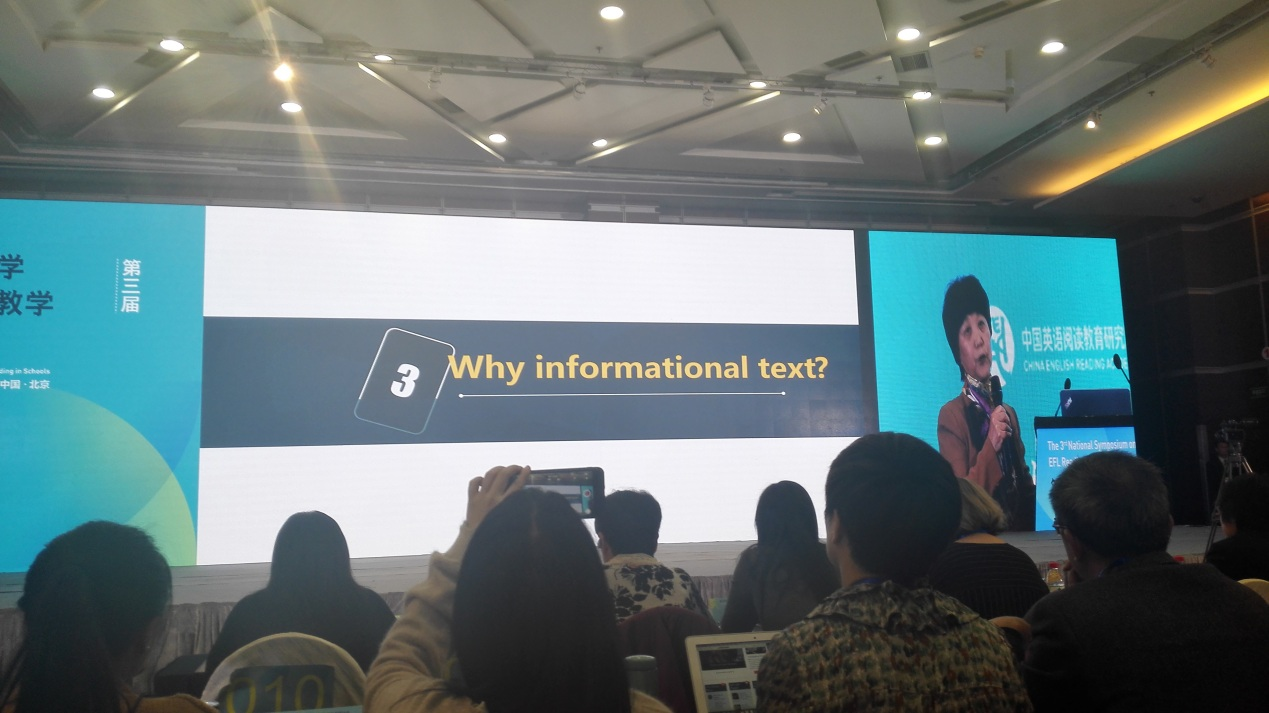 学
教学
第三届
ding in Schools
中国·北京
3
Why informational text?
中国英语阅读教育研究
CHINA ENGLISH READING
The 3rd National Symposium on
EFL
010